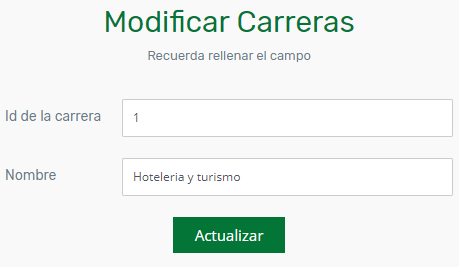 Modificar Carreras
Recuerda rellenar el campo
Id de la carrera 1
Nombre Hoteleria y turismo
Actualizar